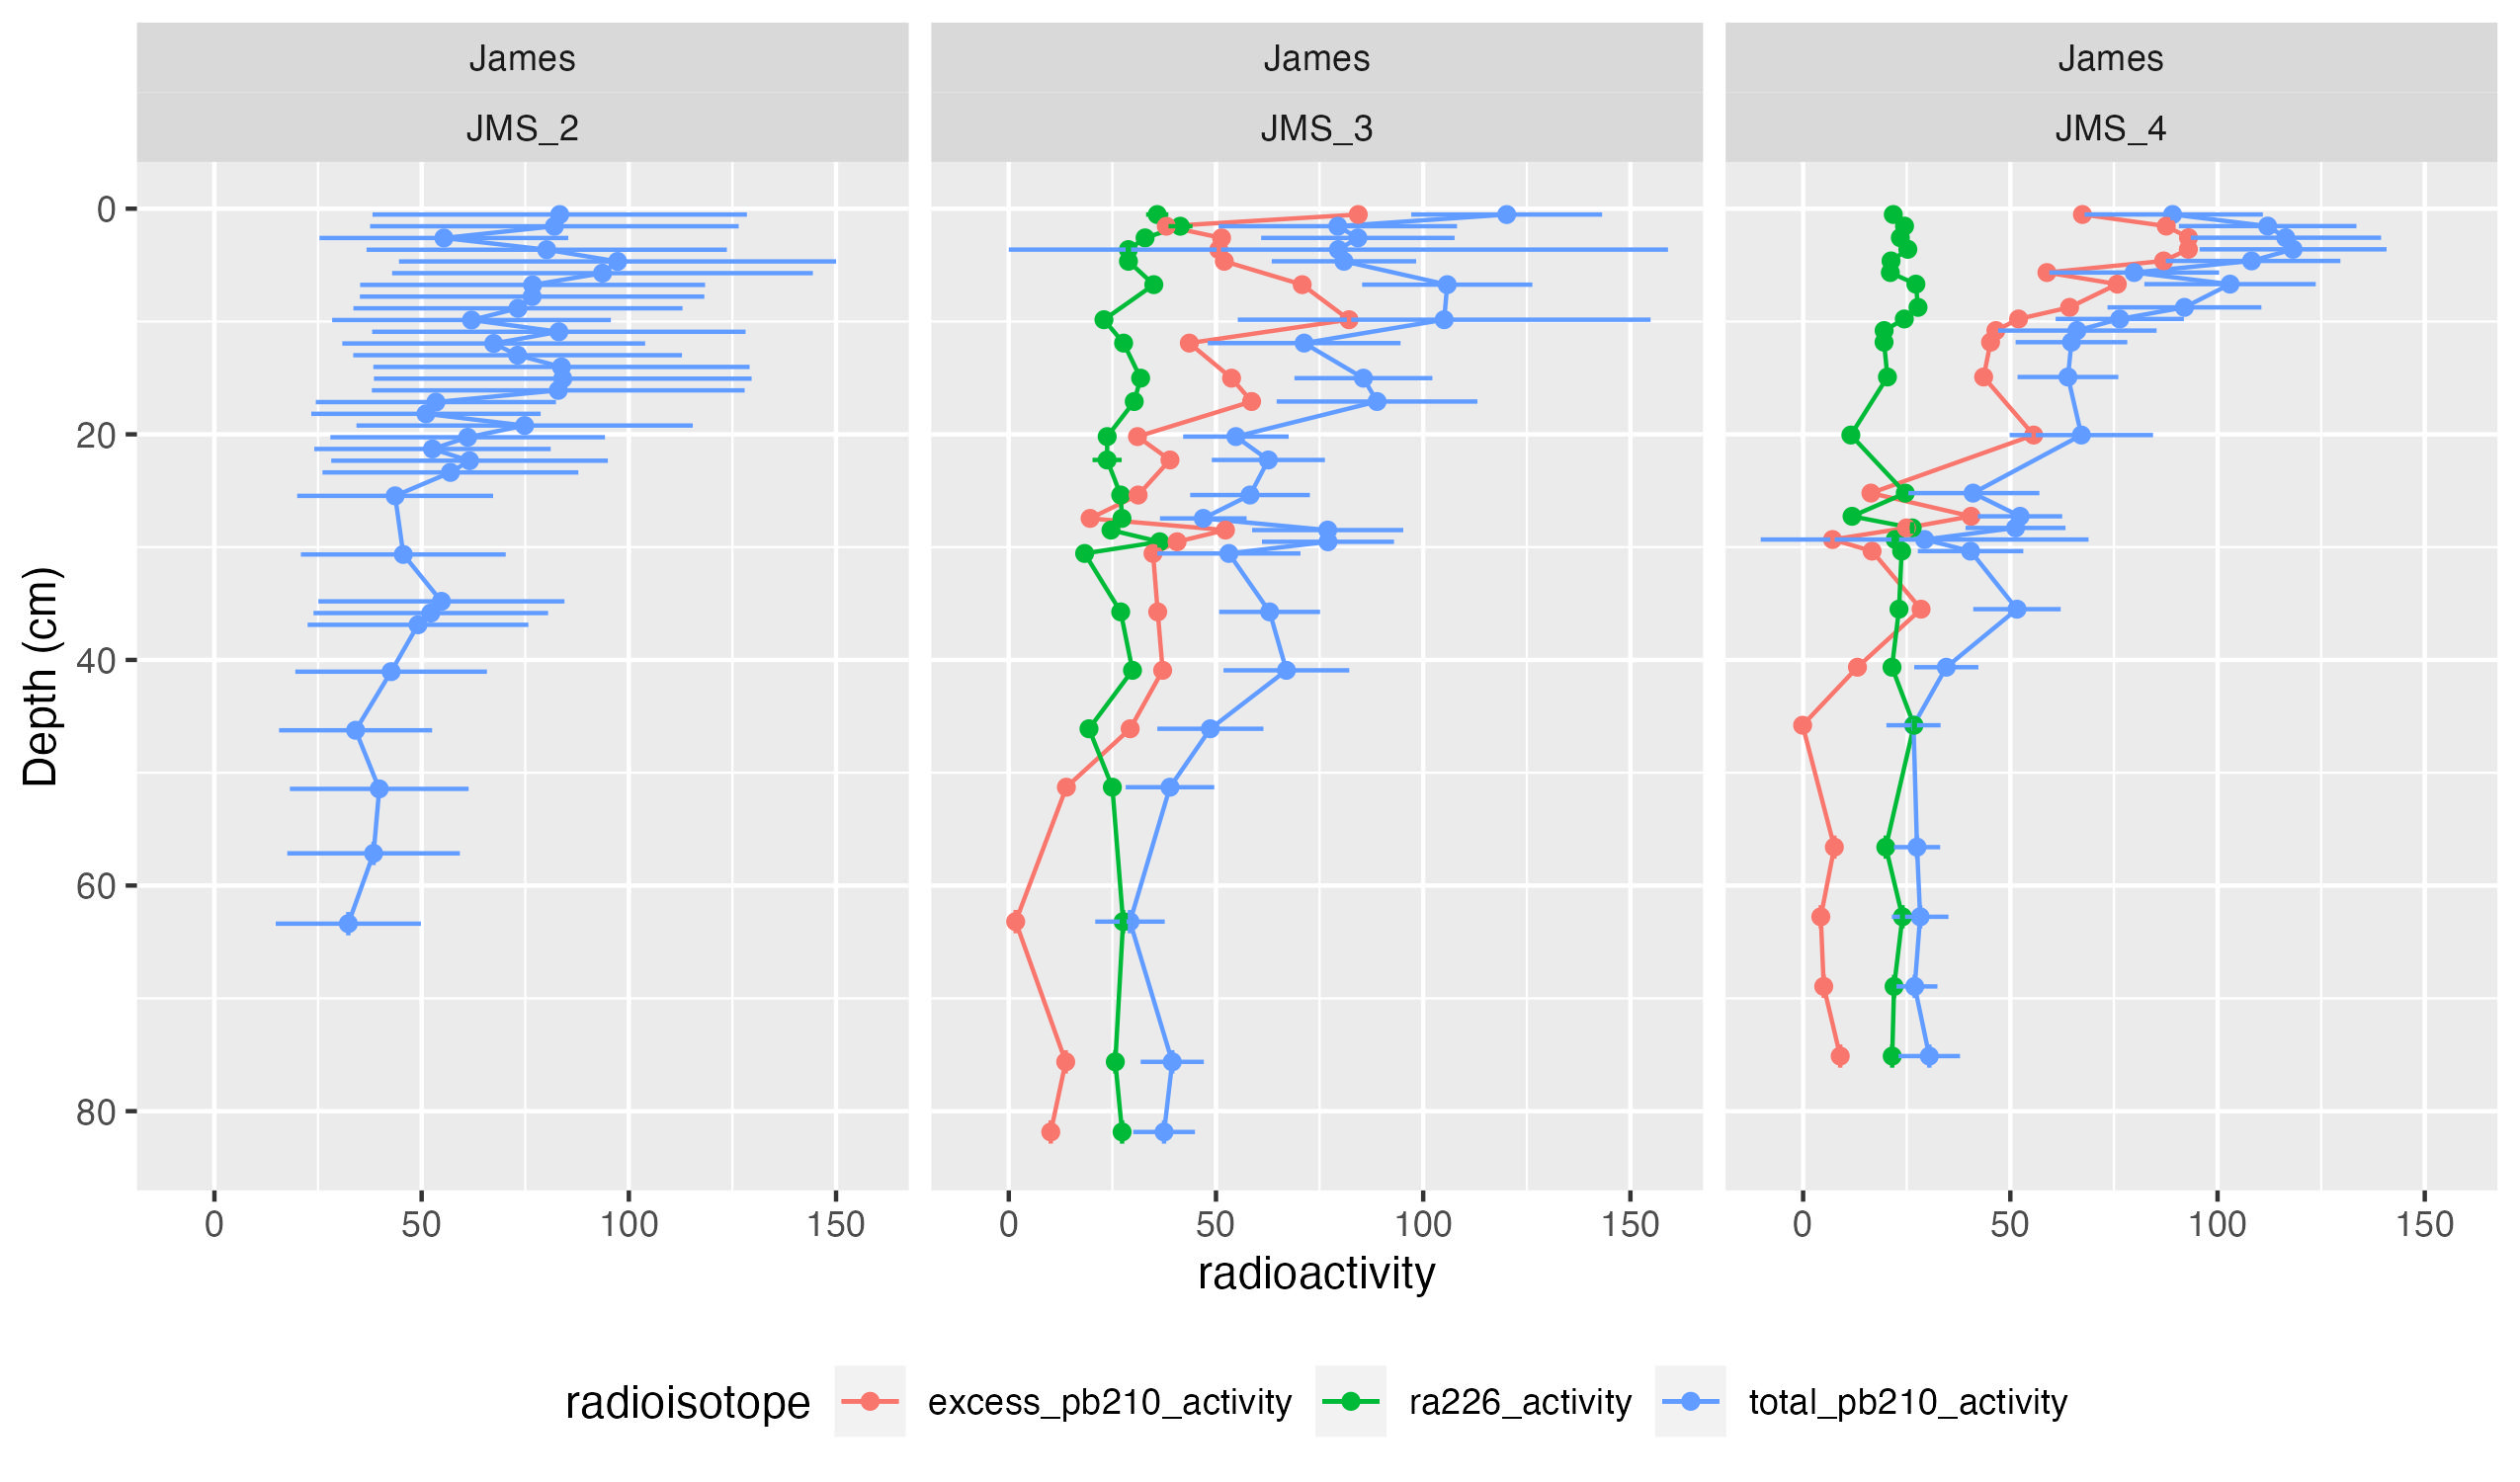 James James James
JMS_2 JMS_3 JMS_4
0
20
40
60
80
Depth (cm)
0 50 100 150 0 50 100 150 0 50 100 150
radioactivity
radioisotope excess_pb210_activity ra226_activity total_pb210_activity